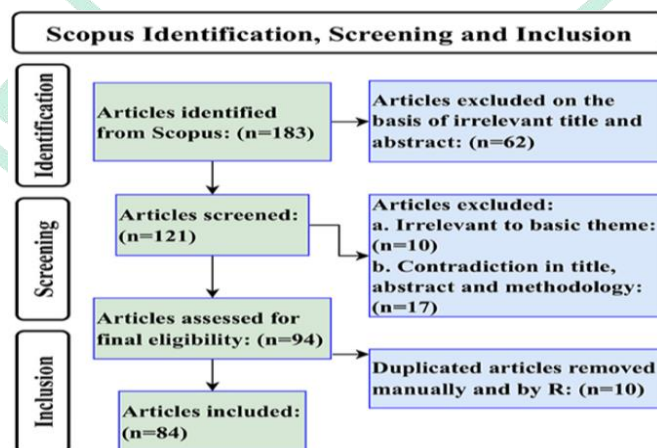 Scopus Identification, Screening and Inclusion
Identification
Articles identified
from Scopus: (n=183)
Articles excluded on the
basis of irrelevant title and
abstract: (n=62)
Screening
Articles screened:
(n=121)
Articles excluded:
a. Irrelevant to basic theme:
(n=10)
b. Contradiction in title,
abstract and methodology:
(n=17)
Articles assessed for
final eligibility: (n=94)
Inclusion
Duplicated articles removed
manually and by R: (n=10)
Articles included:
(n=84)